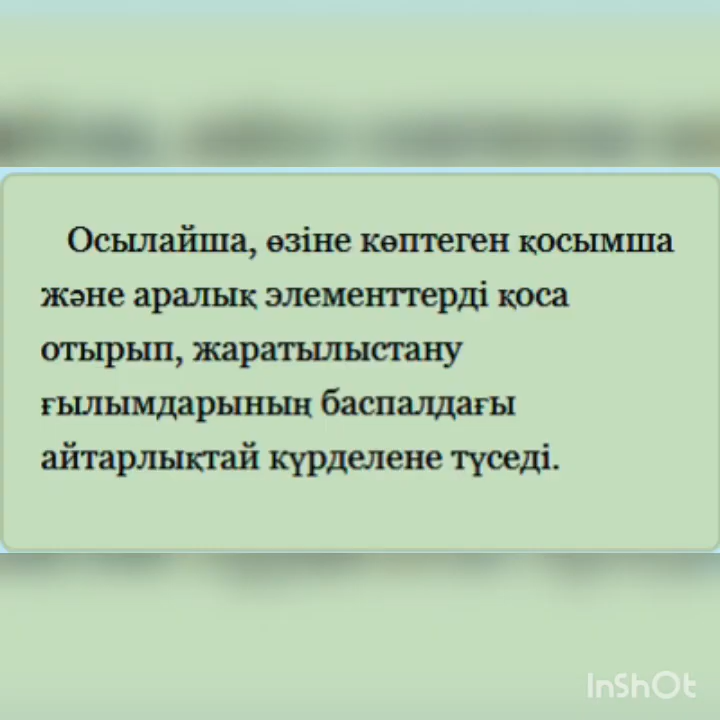 Осылайша, өзіне көптеген қосымша
және аралық элементтерді қоса
отырып, жаратылыстану
ғылымдарының баспалдағы
айтарлықтай күрделене түседі.
InShOt